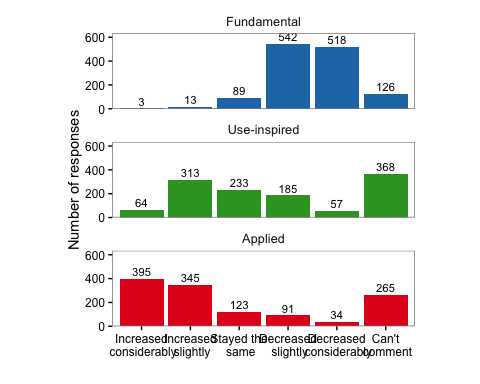 Fundamental
Number of responses
600
400
200
0
3
13
89
542
518
126
Use-inspired
600
400
200
0
64
313
233
185
57
368
Applied
600
400
200
0
395
345
123
91
34
265
Increased
considerably
Increased
slightly
Stayed the
same
Decreased
slightly
Decreased
considerably
Can't
comment